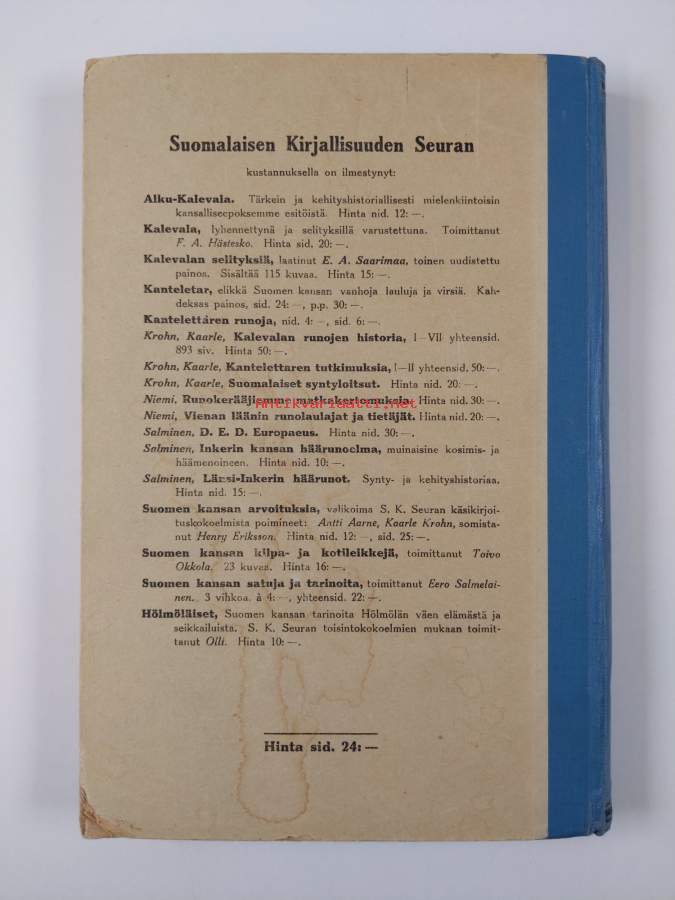 Suomalaisen Kirjallisuuden Seuran
kustannuksella on ilmestynyt:
Alku-Kalevala. Tärkein ja kehityshistoriallisesti mielenkiintoisin
kansalliseepoksemme esitöistä. Hinta nid. 12: —.
Kalevala, lyhennettynä ja selityksillä varustettuna. Toimittanut
F. A. Hästesko. Hinta sid. 20: —.
Kalevalan selityksiä, laatinut E. A. Saarimaa, toinen uudistettu
painos. Sisältää 115 kuvaa. Hinta 15: —.
Kanteletar, elikkä Suomen kansan vanhoja lauluja ja virsiä. Kah-
deksas painos, sid. 24: —, p.p. 30: —.
Kantelettaren runoja, nid. 4: —, sid. 6: —.
Krohn, Kaarle, Kalevalan runojen historia, I—VII yhteensid.
893 siv. Hinta 50: —.
Krohn, Kaarle, Kantelettaren tutkimuksia, I—II yhteensid. 50: —.
Krohn, Kaarle, Suomalaiset syntyloitsut. Hinta nid. 20: —.
Niemi, Runokerääjiemme matkakertomuksia. Hinta nid. 30: —.
Antikvariaatti.net
Niemi, Vienan läänin runolaulajat ja tietäjät. Hinta nid. 20: —.
Salminen, D. E. D. Europaeus. Hinta nid. 30: —.
Salminen, Inkerin kansan häärunoelma, muinaisine kosimis- ja
häämenoineen. Hinta nid. 10: —.
Salminen, Länsi-Inkerin häärunot. Synty- ja kehityshistoriaa.
Hinta nid. 15: —.
Suomen kansan arvoituksia, valikoima S. K. Seuran käsikirjoi-
tuskokoelmista poimineet: Antti Aarne, Kaarle Krohn, somista-
nut Henry Eriksson. Hinta nid. 12: —, sid. 25: —.
Suomen kansan kilpa- ja kotileikkejä, toimittanut Toivo
Okkola. 23 kuvaa. Hinta 16: —.
Suomen kansan satuja ja tarinoita, toimittanut Eero Salmelai-
nen. 3 vihkoa, à 4: —, yhteensid. 22: —.
Hölmöläiset, Suomen kansan tarinoita Hölmölän väen elämästä ja
seikkailuista. S. K. Seuran toisintokokoelmien mukaan toimit-
tanut Olli. Hinta 10: —.
Hinta sid. 24: —